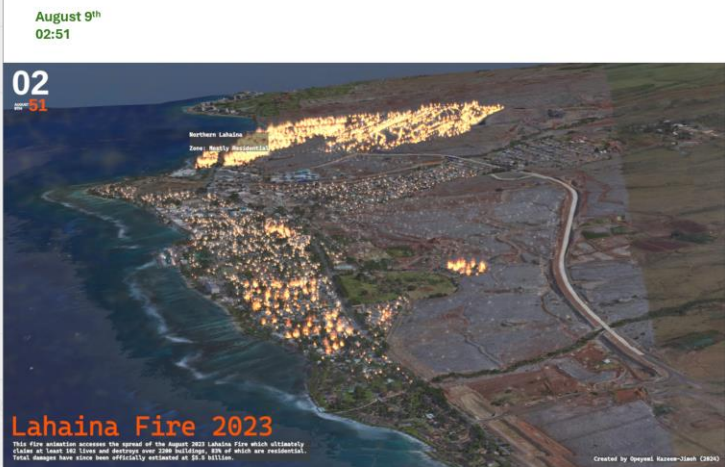 August 9th
02:51
02
AUGUST
9TH 51
Northern Lahaina
Zone: Mostly Residential
Lahaina Fire 2023
This fire animation accesses the spread of the August 2023 Lahaina Fire which ultimately
claims at least 102 lives and destroys over 2200 buildings, 83% of which are residential.
Total damages have since been officially estimated at $5.5 billion.
Created by Opeyemi Kazeem-Jimoh (2024)